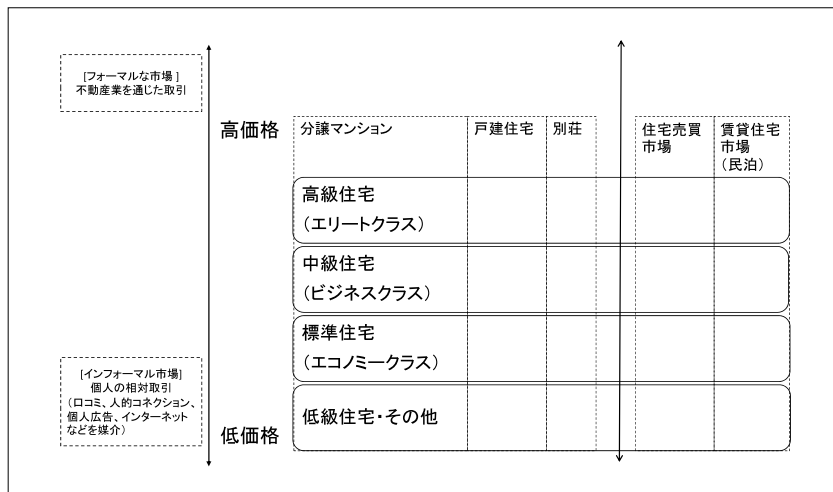 [フォーマルな市場]
不動産業を通じた取引
高価格
分譲マンション
戸建住宅
別荘
住宅売買
市場
賃貸住宅
市場
(民泊)
高級住宅
(エリートクラス)
中級住宅
(ビジネスクラス)
標準住宅
(エコノミークラス)
[インフォーマル市場]
個人の相対取引
(口コミ、人的コネクション、
個人広告、インターネット
などを媒介)
低価格
低級住宅・その他